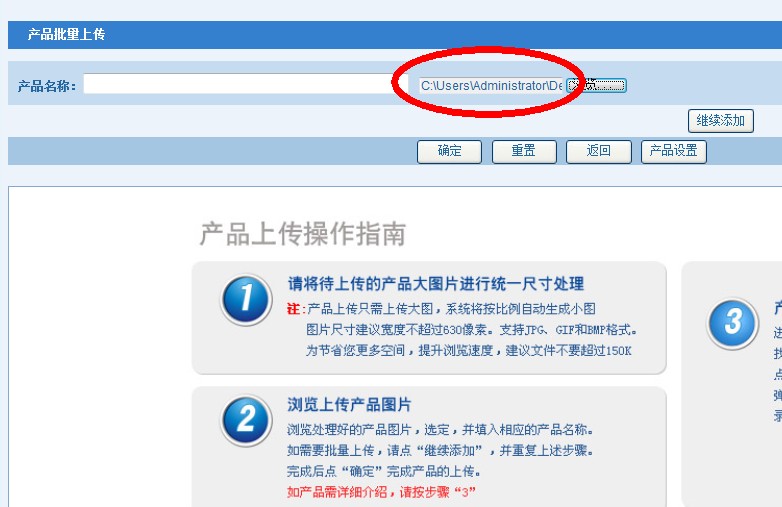 产品批量上传
产品名称:
C:\Users\Administrator\De
继续添加
确定
重置
返回
产品设置
产品上传操作指南
1
请将待上传的产品大图片进行统一尺寸处理
注:产品上传只需上传大图,系统将按比例自动生成小图
图片尺寸建议宽度不超过630像素。支持JPG、GIF和BMP格式。
为节省您更多空间,提升浏览速度,建议文件不要超过150K
2
浏览上传产品图片
浏览处理好的产品图片,选定,并填入相应的产品名称。
如需要批量上传,请点“继续添加”,并重复上述步骤。
完成后点“确定”完成产品的上传。
如产品需详细介绍,请按步骤“3”
3